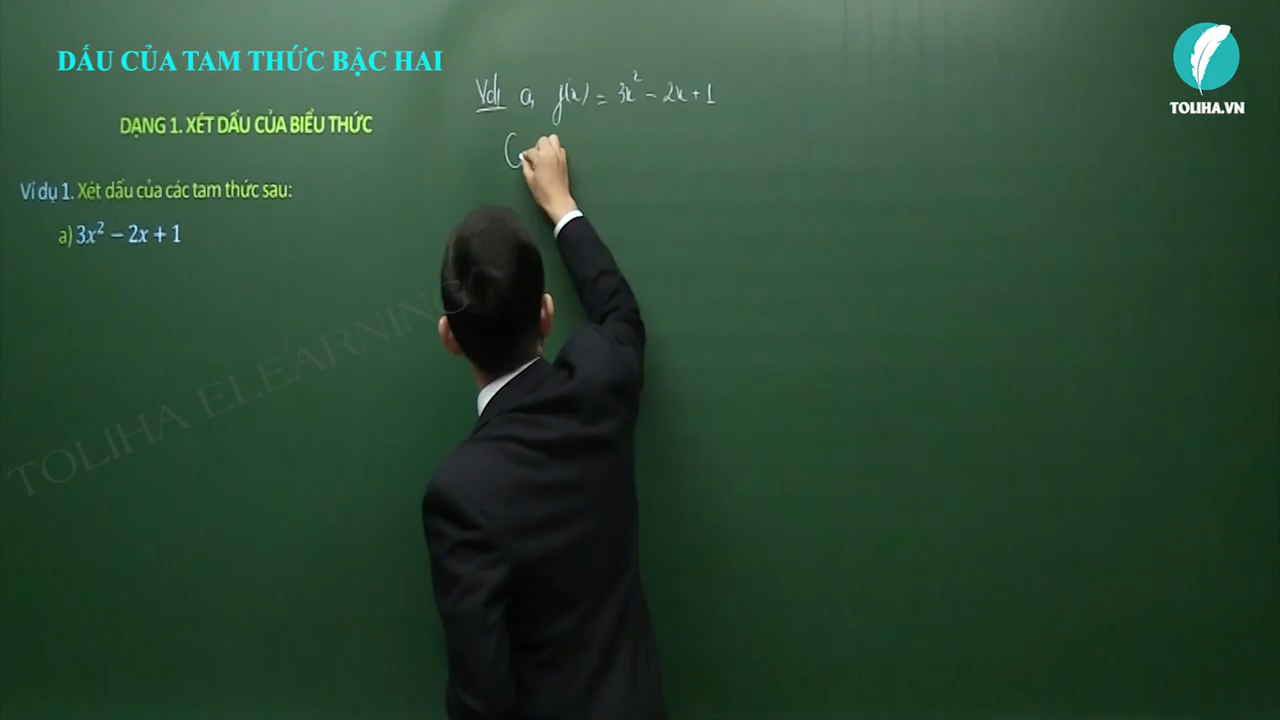 DẤU CỦA TAM THỨC BẬC HAI
DẠNG 1. XÉT DẤU CỦA BIỂU THỨC
Ví dụ 1. Xét dấu của các tam thức sau:
a) 3x² − 2x + 1
Vd1 a, f(x) = 3x² − 2x + 1
TOLIHA.VN
TOLIHA ELEARNING